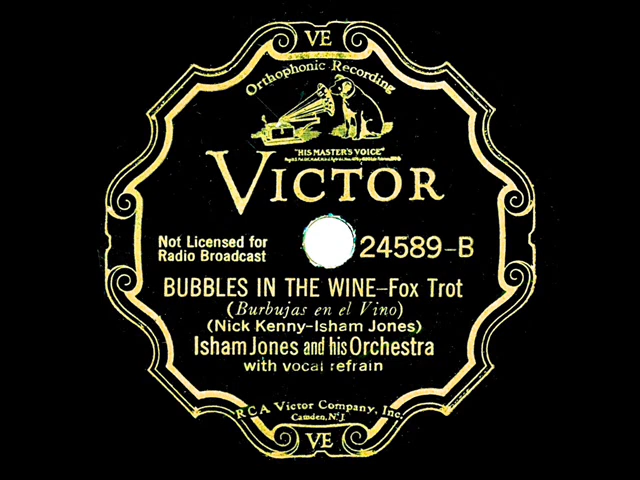 VE
Orthophonic Recording
"HIS MASTER'S VOICE"
VICTOR
Not Licensed for
Radio Broadcast
24589-B
BUBBLES IN THE WINE—Fox Trot
(Burbujas en el Vino)
(Nick Kenny-Isham Jones)
Isham Jones and his Orchestra
with vocal refrain
RCA Victor Company, Inc.
Camden, N.J.
VE